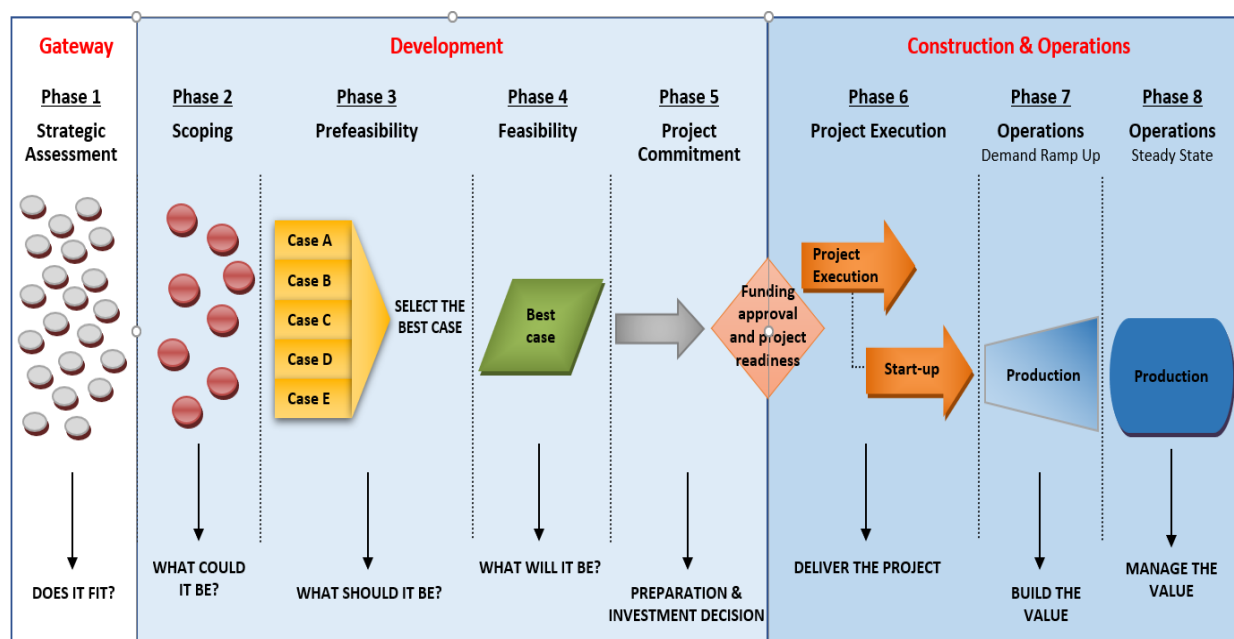 Gateway
Development
Construction & Operations
Phase 1
Strategic
Assessment
Phase 2
Scoping
Phase 3
Prefeasibility
Phase 4
Feasibility
Phase 5
Project
Commitment
Phase 6
Project Execution
Phase 7
Operations
Demand Ramp Up
Phase 8
Operations
Steady State
Case A
Case B
Case C
Case D
Case E
SELECT THE
BEST CASE
Best
case
Funding
approval
and project
readiness
Project
Execution
Start-up
Production
Production
DOES IT FIT?
WHAT COULD
IT BE?
WHAT SHOULD IT BE?
WHAT WILL IT BE?
PREPARATION &
INVESTMENT DECISION
DELIVER THE PROJECT
BUILD THE
VALUE
MANAGE THE
VALUE